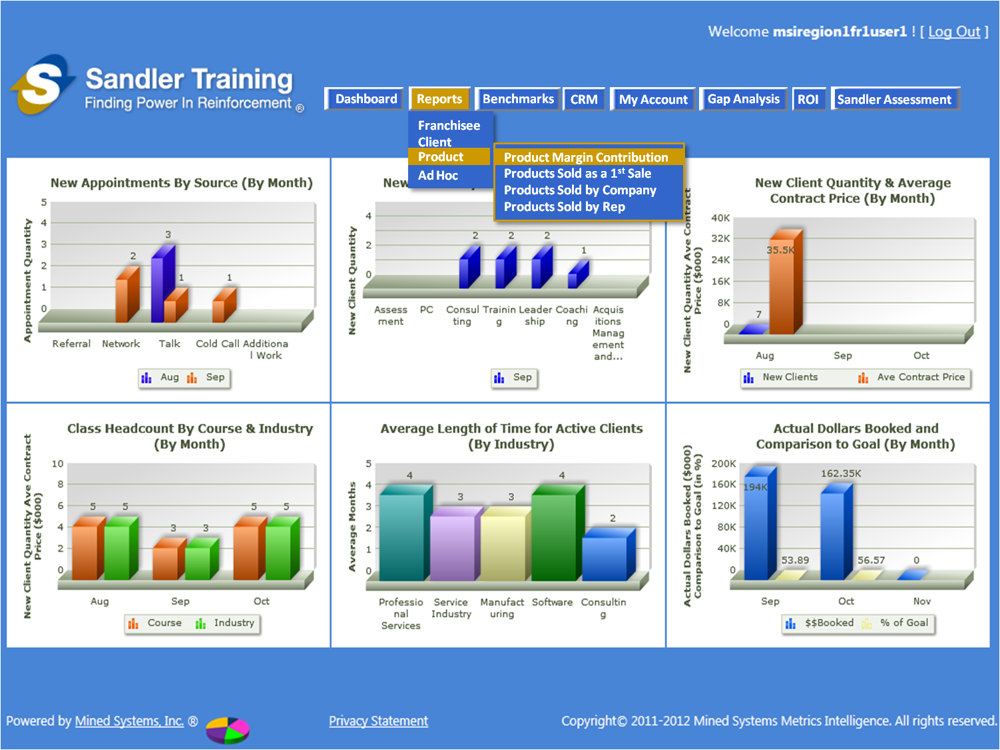 Welcome msiregion1fr1user1 ! [ Log Out ]
Sandler Training
Finding Power In Reinforcement ®
Dashboard Reports Benchmarks CRM My Account Gap Analysis ROI Sandler Assessment
Franchisee
Client
Product
Ad Hoc
Product Margin Contribution
Products Sold as a 1st Sale
Products Sold by Company
Products Sold by Rep
New Appointments By Source (By Month)
Appointment Quantity
5
4
3
2
1
0
2
3
1
1
Referral Network Talk Cold Call Additiona
l Work
Aug Sep
New
New Client Quantity
4
2
0
2 2 2 1
Assess PC Consul Trainin Leader Coachi Acquis
ment ting g ship ng itions
Manag
ement
and...
Sep
New Client Quantity & Average
Contract Price (By Month)
New Client Quantity Ave Contract
Price ($000)
40K
32K
24K
16K
8K
0
7
35.5K
Aug Sep Oct
New Clients Ave Contract Price
Class Headcount By Course & Industry
(By Month)
New Client Quantity Ave Contract
Price ($000)
10
8
6
4
2
0
5 5 3 3 5 5
Aug Sep Oct
Course Industry
Average Length of Time for Active Clients
(By Industry)
Average Months
5
4
3
2
1
0
4 3 3 4 2
Professio Service Manufact Software Consultin
nal Industry uring g
Services
Actual Dollars Booked and
Comparison to Goal (By Month)
Actual Dollars Booked ($000)
Comparison to Goal (in %)
200K
160K
120K
80K
40K
0
194K 53.89 162.35K 56.57 0
Sep Oct Nov
$$Booked % of Goal
Powered by Mined Systems, Inc. ® Privacy Statement Copyright© 2011-2012 Mined Systems Metrics Intelligence. All rights reserved.